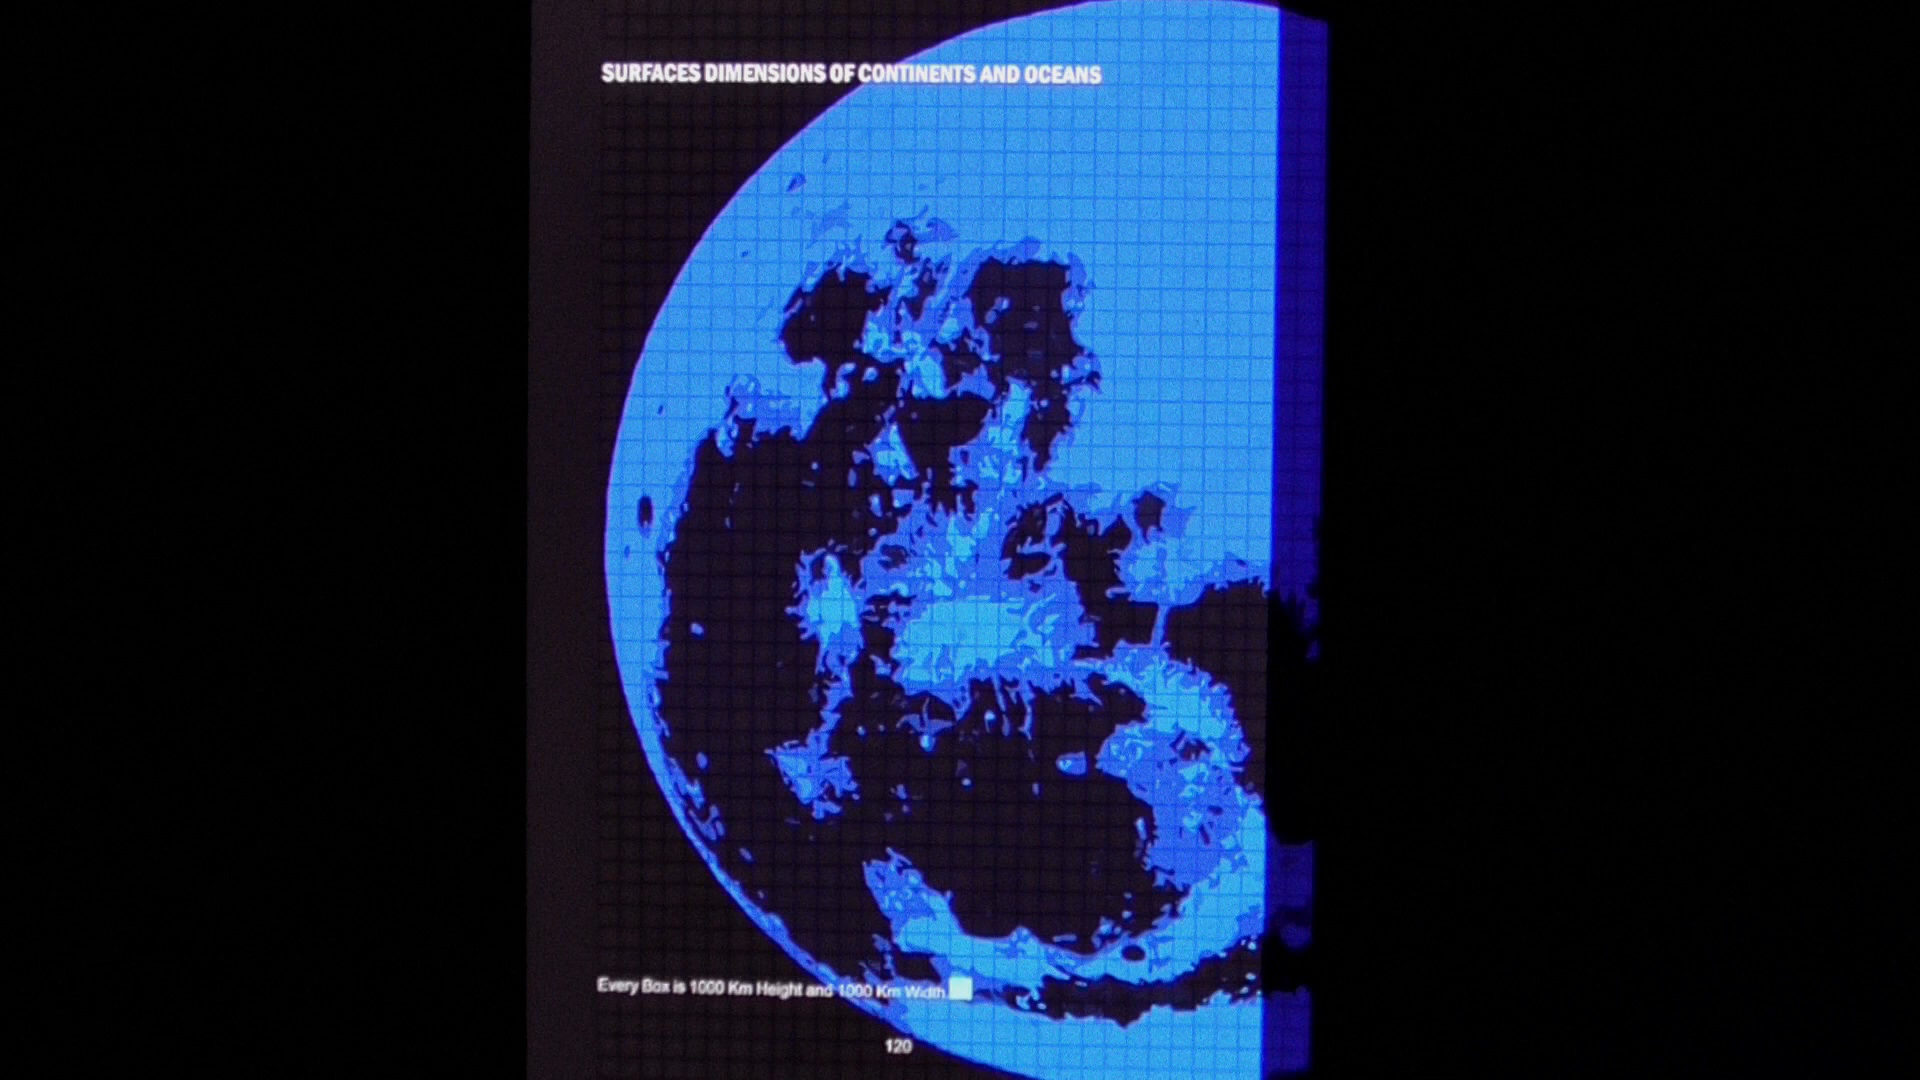 SURFACES DIMENSIONS OF CONTINENTS AND OCEANS
Every Box is 1000 Km Height and 1000 Km Width
120